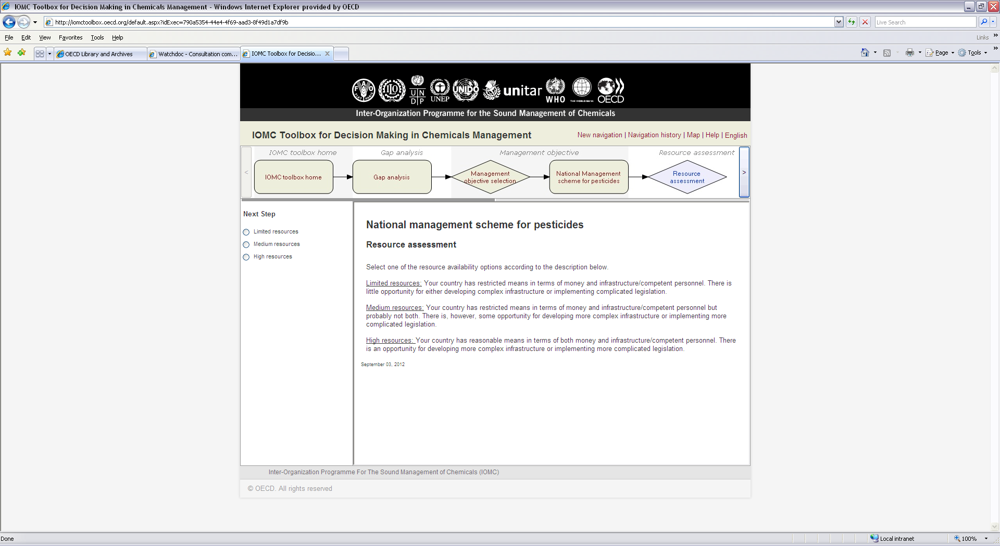 IOMC Toolbox for Decision Making in Chemicals Management - Windows Internet Explorer provided by OECD
http://iomctoolbox.oecd.org/default.aspx?idExec=790a5354-44e4-4f69-aad3-8f49d1a7df9b
Live Search
File Edit View Favorites Tools Help
Links
OECD Library and Archives
Watchdoc - Consultation com...
IOMC Toolbox for Decisio...
Page
Tools
FAO
FIAT PANIS
ILO
UNDP
UNEP
UNIDO
unitar
WHO
THE WORLD BANK
OECD
Inter-Organization Programme for the Sound Management of Chemicals
IOMC Toolbox for Decision Making in Chemicals Management
New navigation | Navigation history | Map | Help | English
IOMC toolbox home
Gap analysis
Management objective
Resource assessment
<
IOMC toolbox home
Gap analysis
Management
objective selection
National Management
scheme for pesticides
Resource
assessment
>
Next Step
Limited resources
Medium resources
High resources
National management scheme for pesticides
Resource assessment
Select one of the resource availability options according to the description below.
Limited resources: Your country has restricted means in terms of money and infrastructure/competent personnel. There is
little opportunity for either developing complex infrastructure or implementing complicated legislation.
Medium resources: Your country has restricted means in terms of money and infrastructure/competent personnel but
probably not both. There is, however, some opportunity for developing more complex infrastructure or implementing more
complicated legislation.
High resources: Your country has reasonable means in terms of both money and infrastructure/competent personnel. There
is an opportunity for developing more complex infrastructure or implementing more complicated legislation.
September 03, 2012
Inter-Organization Programme For The Sound Management of Chemicals (IOMC)
© OECD. All rights reserved
Done
Local intranet
100%